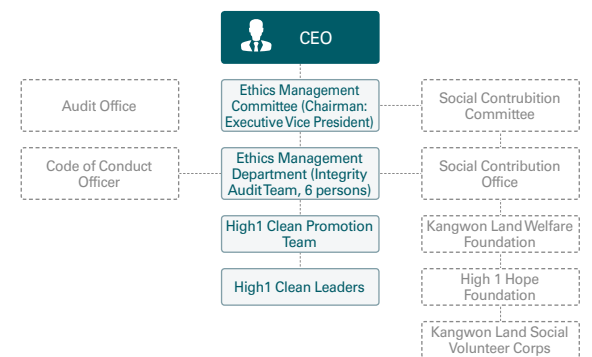 CEO
Audit Office
Ethics Management
Committee (Chairman:
Executive Vice President)
Social Contrubition
Committee
Code of Conduct
Officer
Ethics Management
Department (Integrity
Audit Team, 6 persons)
Social Contribution
Office
High1 Clean Promotion
Team
Kangwon Land Welfare
Foundation
High1 Clean Leaders
High 1 Hope
Foundation
Kangwon Land Social
Volunteer Corps